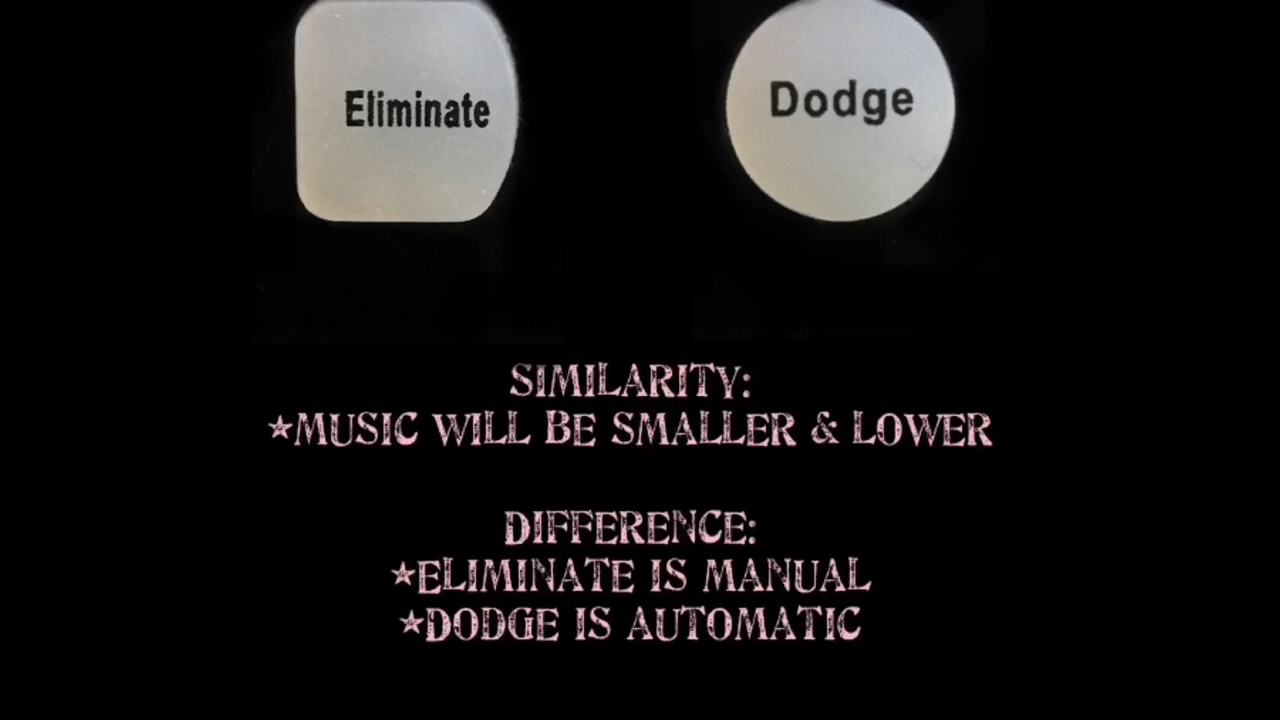 Eliminate
Dodge
SIMILARITY:
★MUSIC WILL BE SMALLER & LOWER
DIFFERENCE:
★ELIMINATE IS MANUAL
★DODGE IS AUTOMATIC